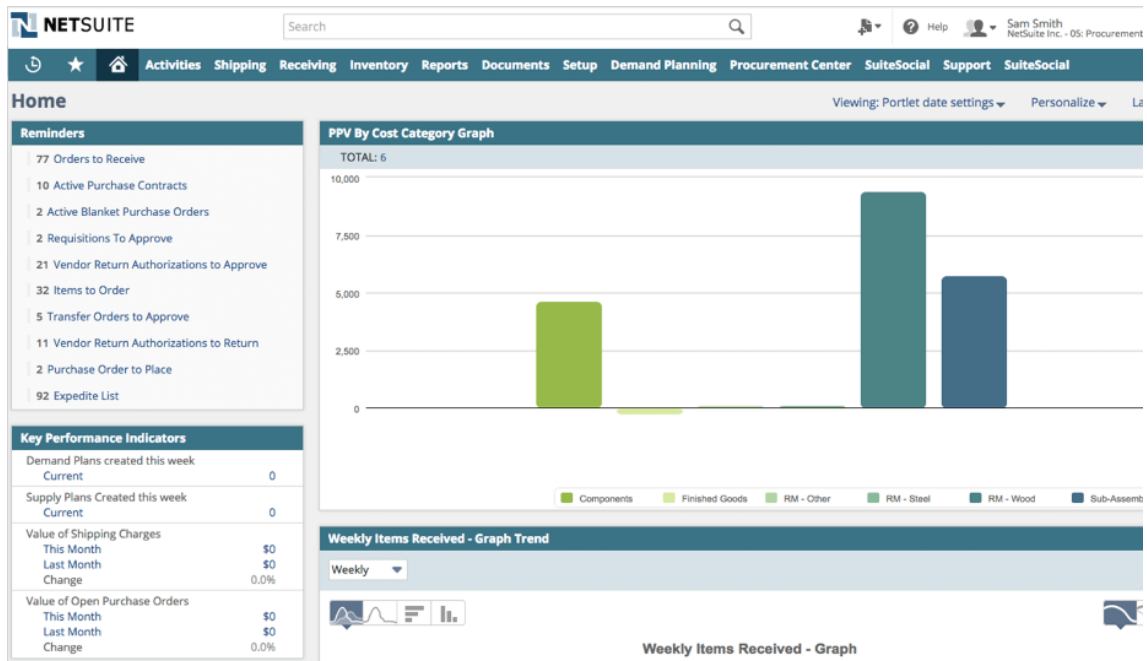 NETSUITE
Search
Help
Sam Smith
NetSuite Inc. - 05: Procurement
Activities Shipping Receiving Inventory Reports Documents Setup Demand Planning Procurement Center SuiteSocial Support SuiteSocial
Home
Viewing: Portlet date settings Personalize La
Reminders
77 Orders to Receive
10 Active Purchase Contracts
2 Active Blanket Purchase Orders
2 Requisitions To Approve
21 Vendor Return Authorizations to Approve
32 Items to Order
5 Transfer Orders to Approve
11 Vendor Return Authorizations to Return
2 Purchase Order to Place
92 Expedite List
Key Performance Indicators
Demand Plans created this week
Current 0
Supply Plans Created this week
Current 0
Value of Shipping Charges
This Month $0
Last Month $0
Change 0.0%
Value of Open Purchase Orders
This Month $0
Last Month $0
Change 0.0%
PPV By Cost Category Graph
TOTAL: 6
10,000
7,500
5,000
2,500
0
Components Finished Goods RM - Other RM - Steel RM - Wood Sub-Assemb
Weekly Items Received - Graph Trend
Weekly
Weekly Items Received - Graph